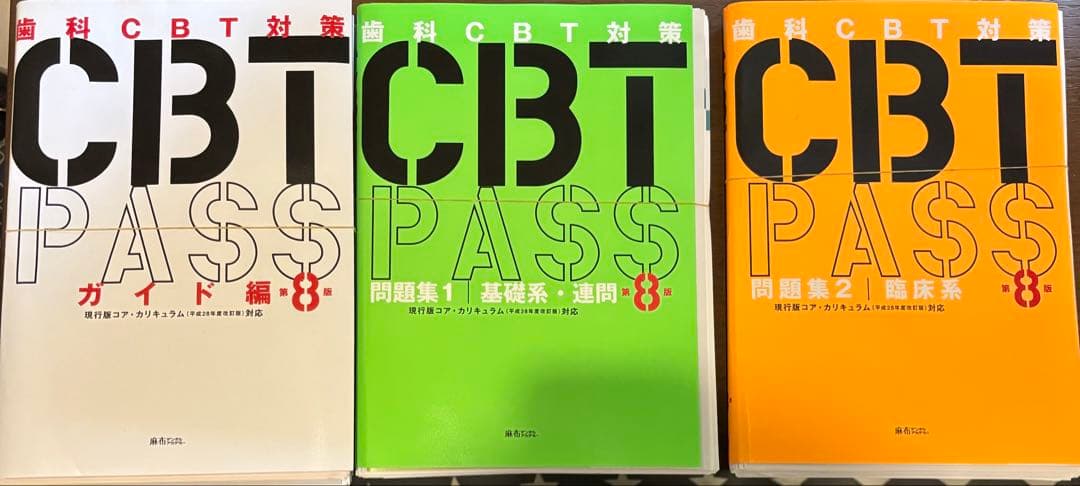 歯科CBT対策
CBT
PASS
ガイド編 第8版
現行版コア・カリキュラム(平成28年度改訂版)対応
麻布
歯科CBT対策
CBT
PASS
問題集1 | 基礎系・連問 第8版
現行版コア・カリキュラム(平成28年度改訂版)対応
麻布
歯科CBT対策
CBT
PASS
問題集2 | 臨床系 第8版
現行版コア・カリキュラム(平成28年度改訂版)対応
麻布